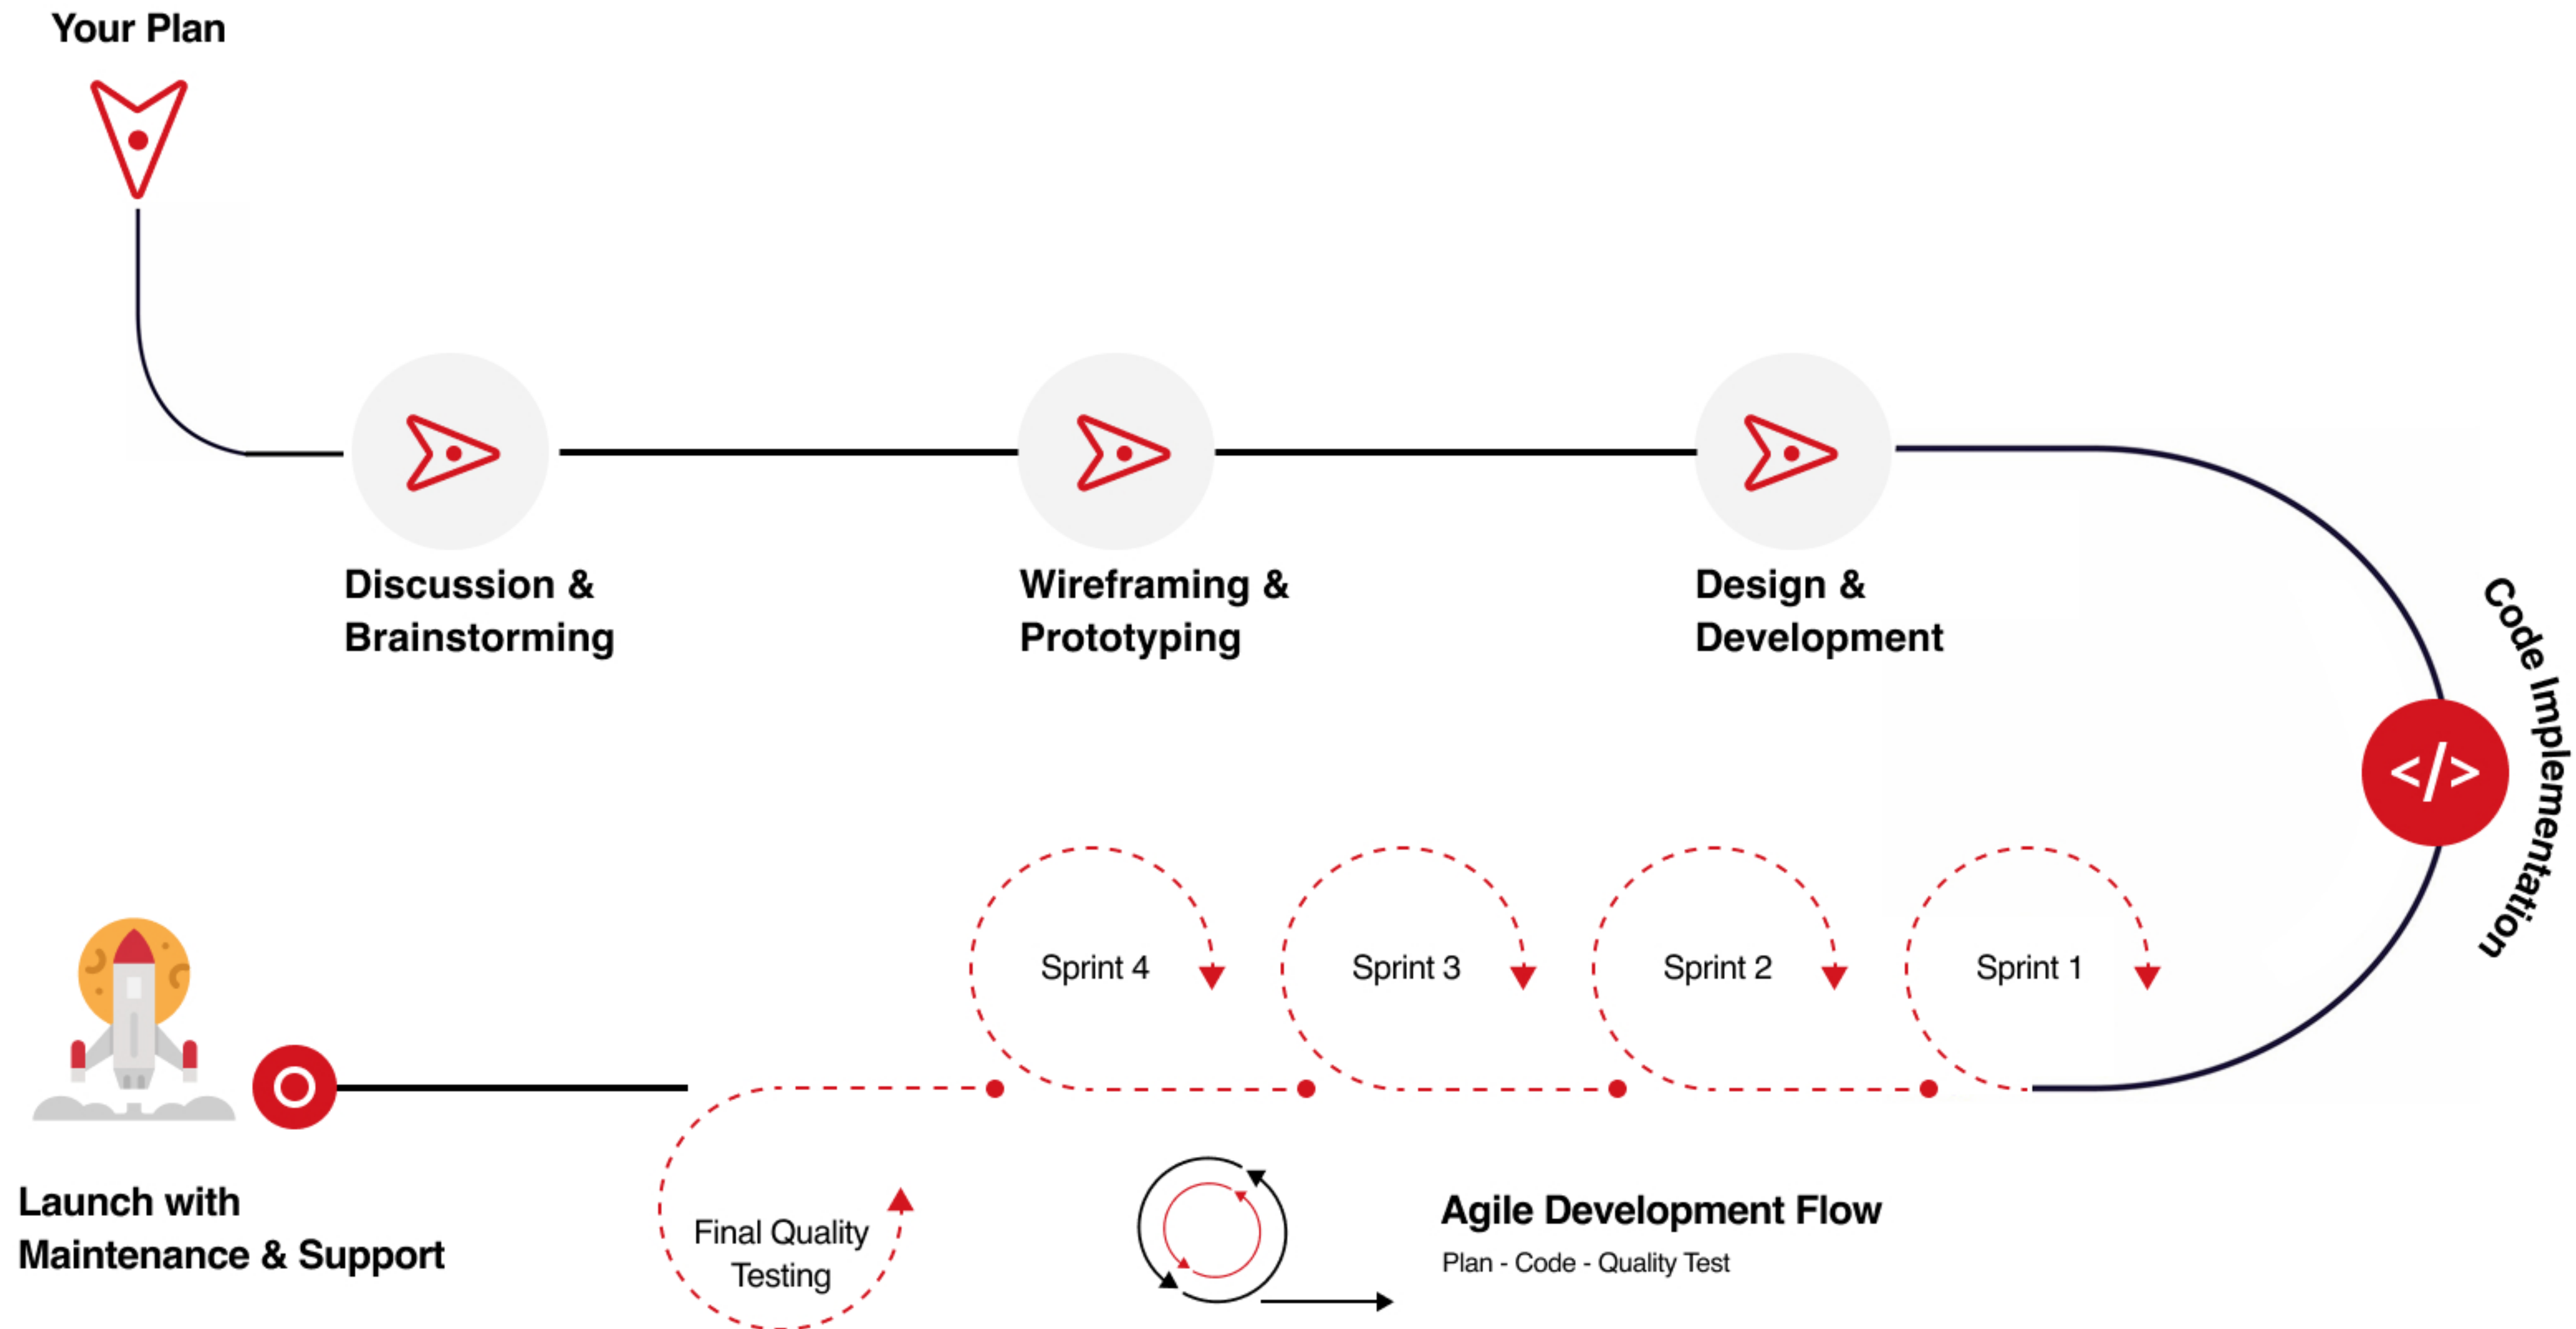 Your Plan
Discussion &
Brainstorming
Wireframing &
Prototyping
Design &
Development
Code Implementation
</>
Sprint 4
Sprint 3
Sprint 2
Sprint 1
Final Quality
Testing
Launch with
Maintenance & Support
Agile Development Flow
Plan - Code - Quality Test